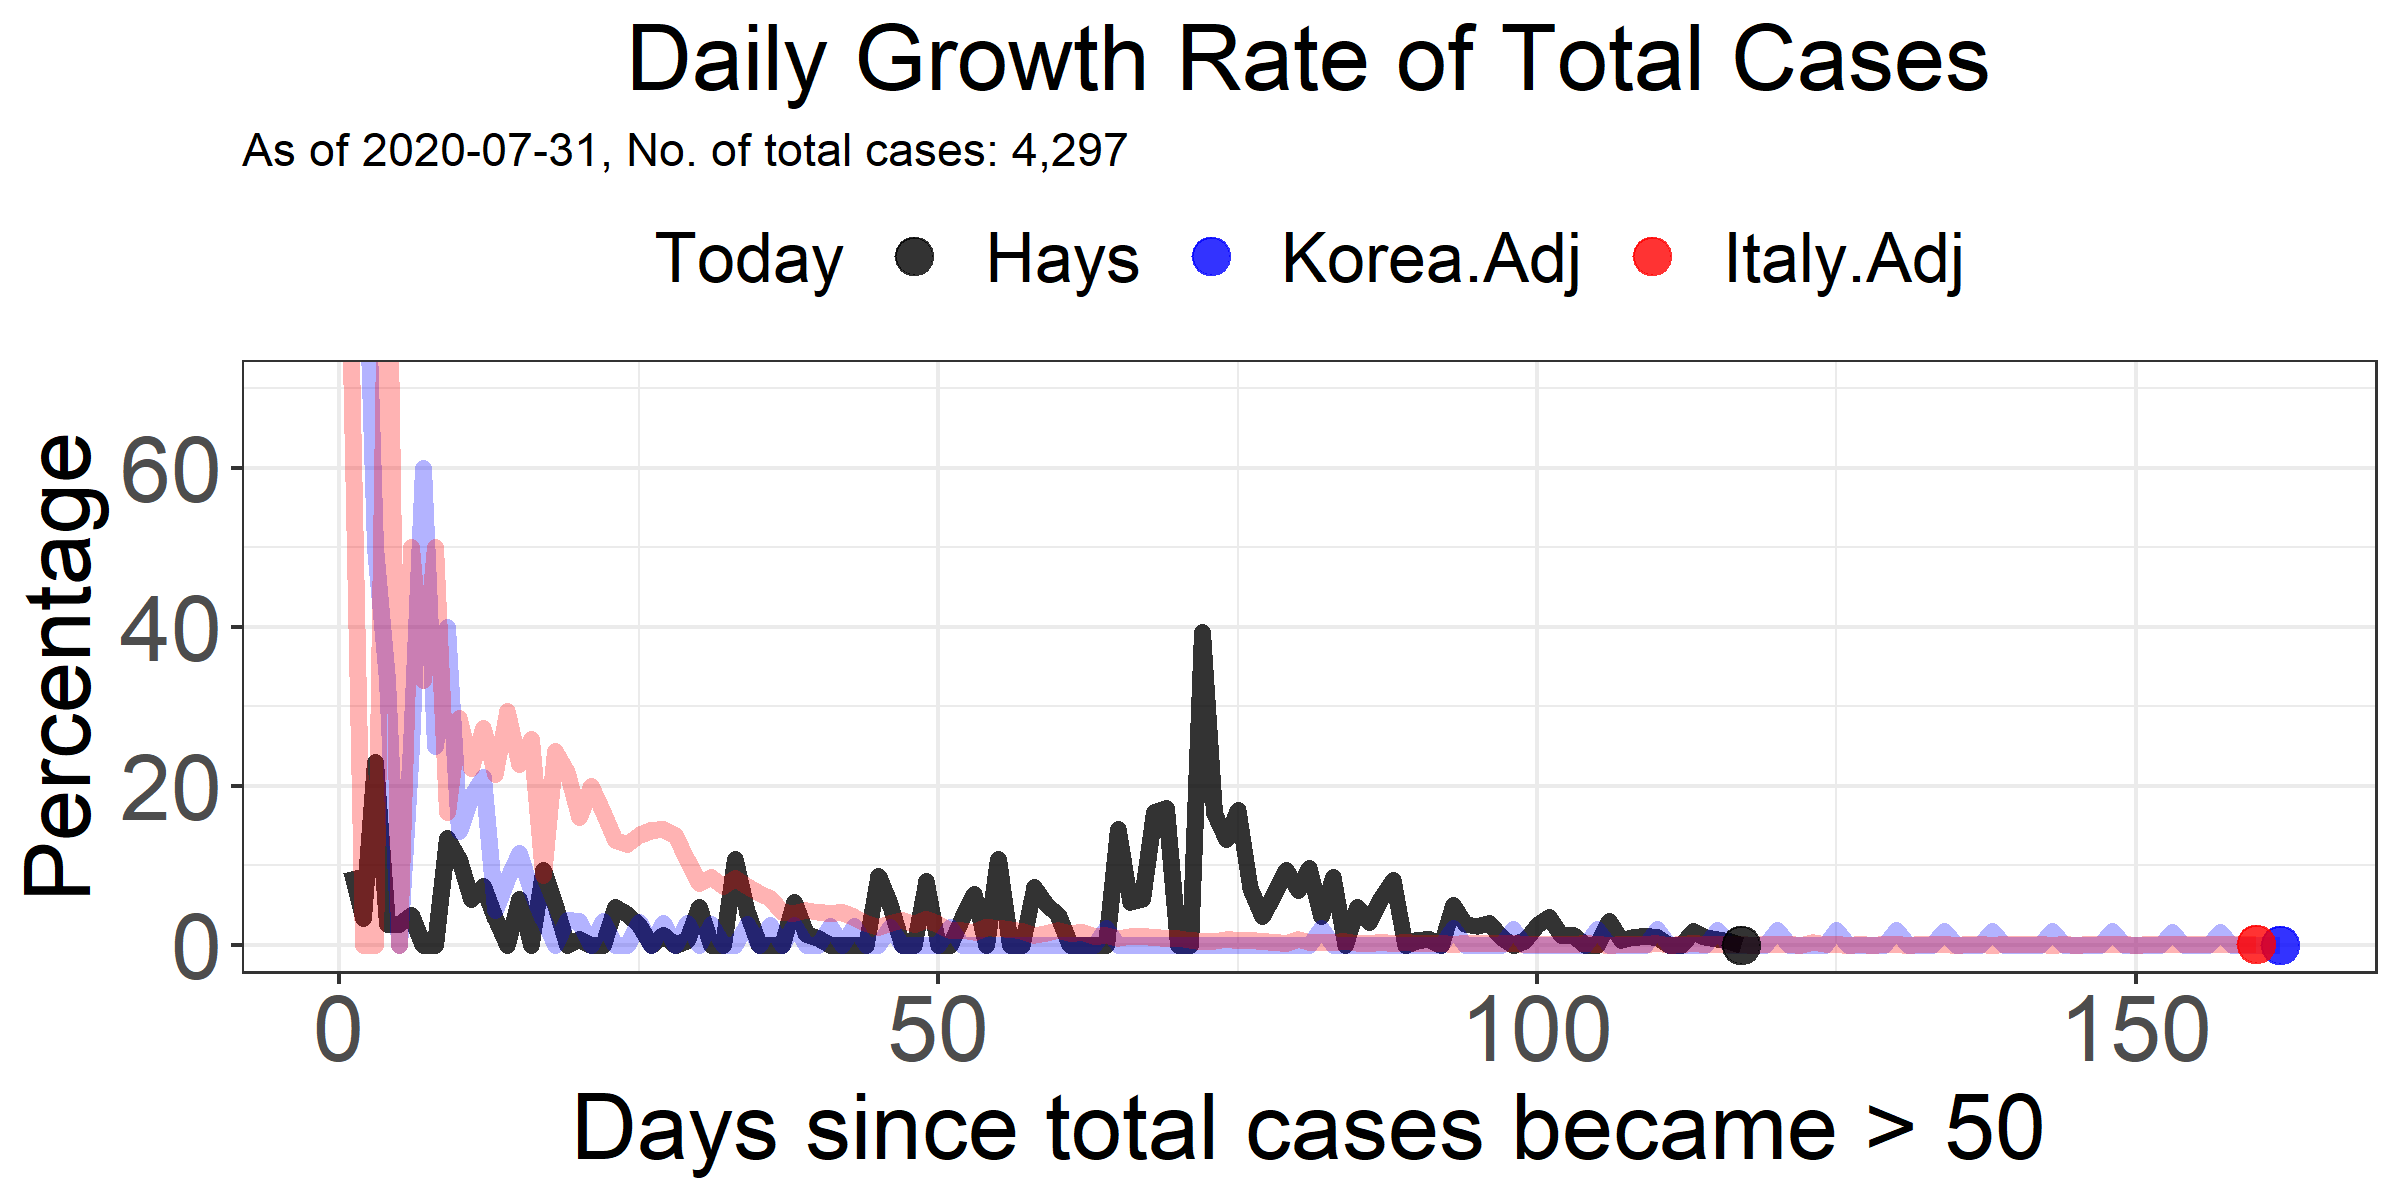 Daily Growth Rate of Total Cases
As of 2020-07-31, No. of total cases: 4,297
Today Hays Korea.Adj Italy.Adj
Percentage
60
40
20
0
0 50 100 150
Days since total cases became > 50